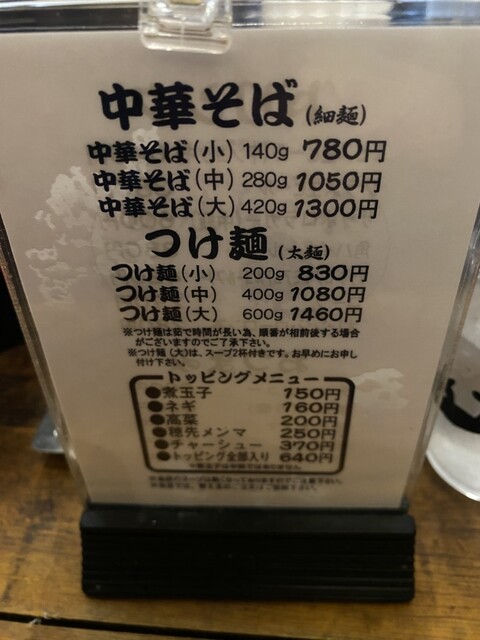 中華そば(細麺)
中華そば(小) 140g 780円
中華そば(中) 280g 1050円
中華そば(大) 420g 1300円
つけ麺(太麺)
つけ麺(小) 200g 830円
つけ麺(中) 400g 1080円
つけ麺(大) 600g 1460円
※つけ麺は茹で時間が長い為、順番が相前後する場合
がございますのでご了承下さい。
※つけ麺(大)は、スープ2杯付きです。お早めにお申し
付け下さい。
トッピングメニュー
●煮玉子 150円
●ネギ 160円
●高菜 200円
●穂先メンマ 250円
●チャーシュー 370円
●トッピング全部入り 640円